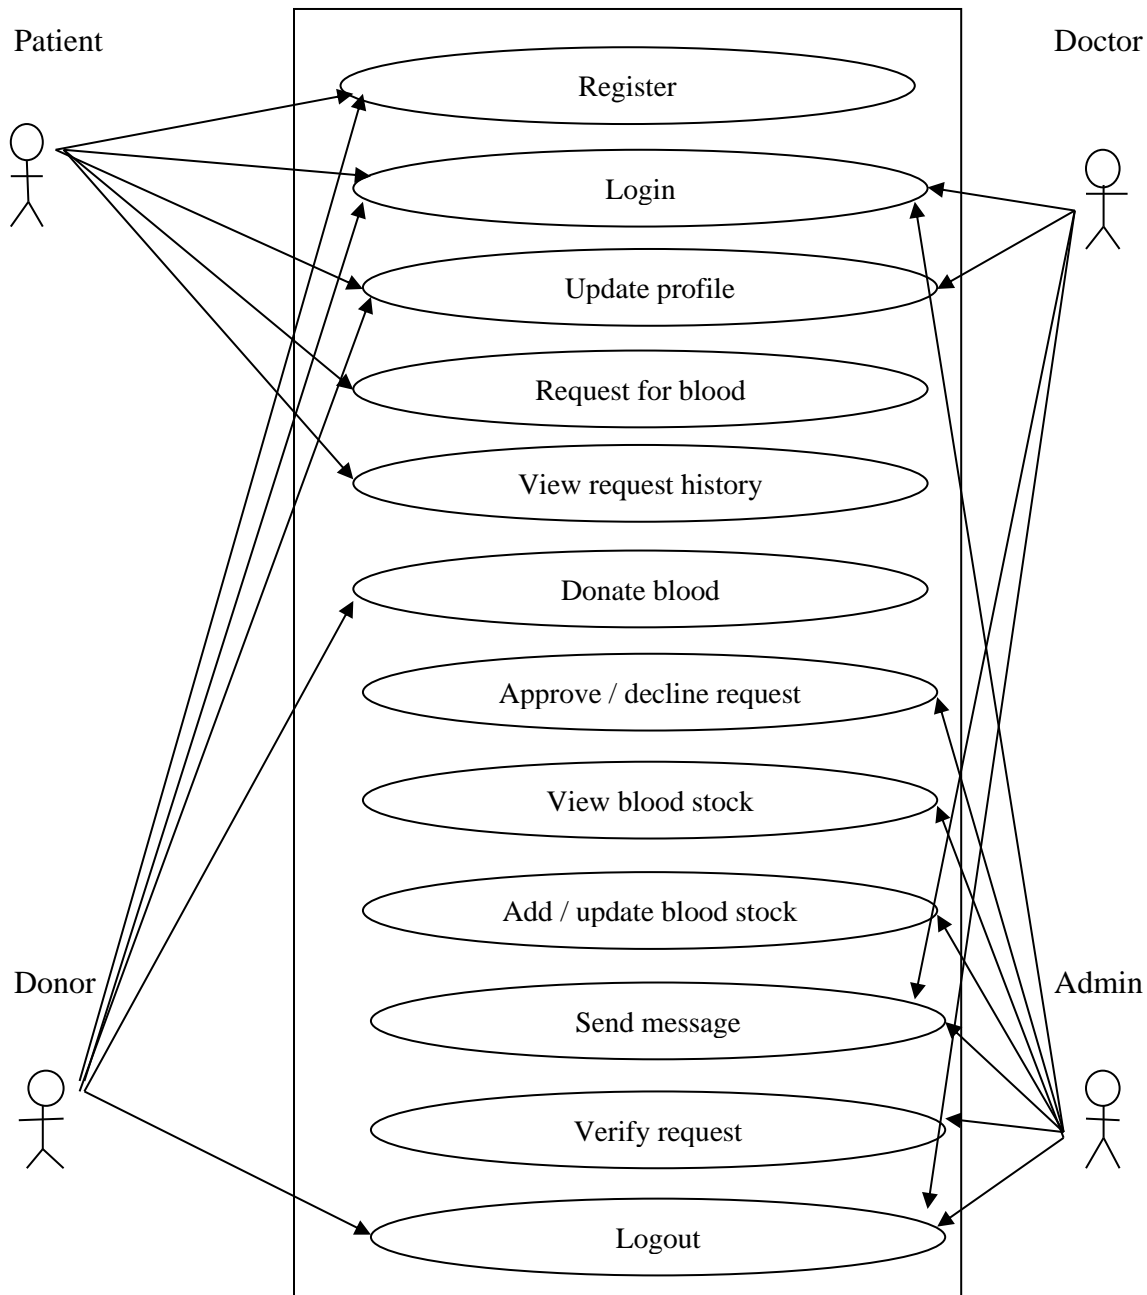 Patient
Doctor
Register
Login
Update profile
Request for blood
View request history
Donate blood
Approve / decline request
View blood stock
Add / update blood stock
Donor
Admin
Send message
Verify request
Logout